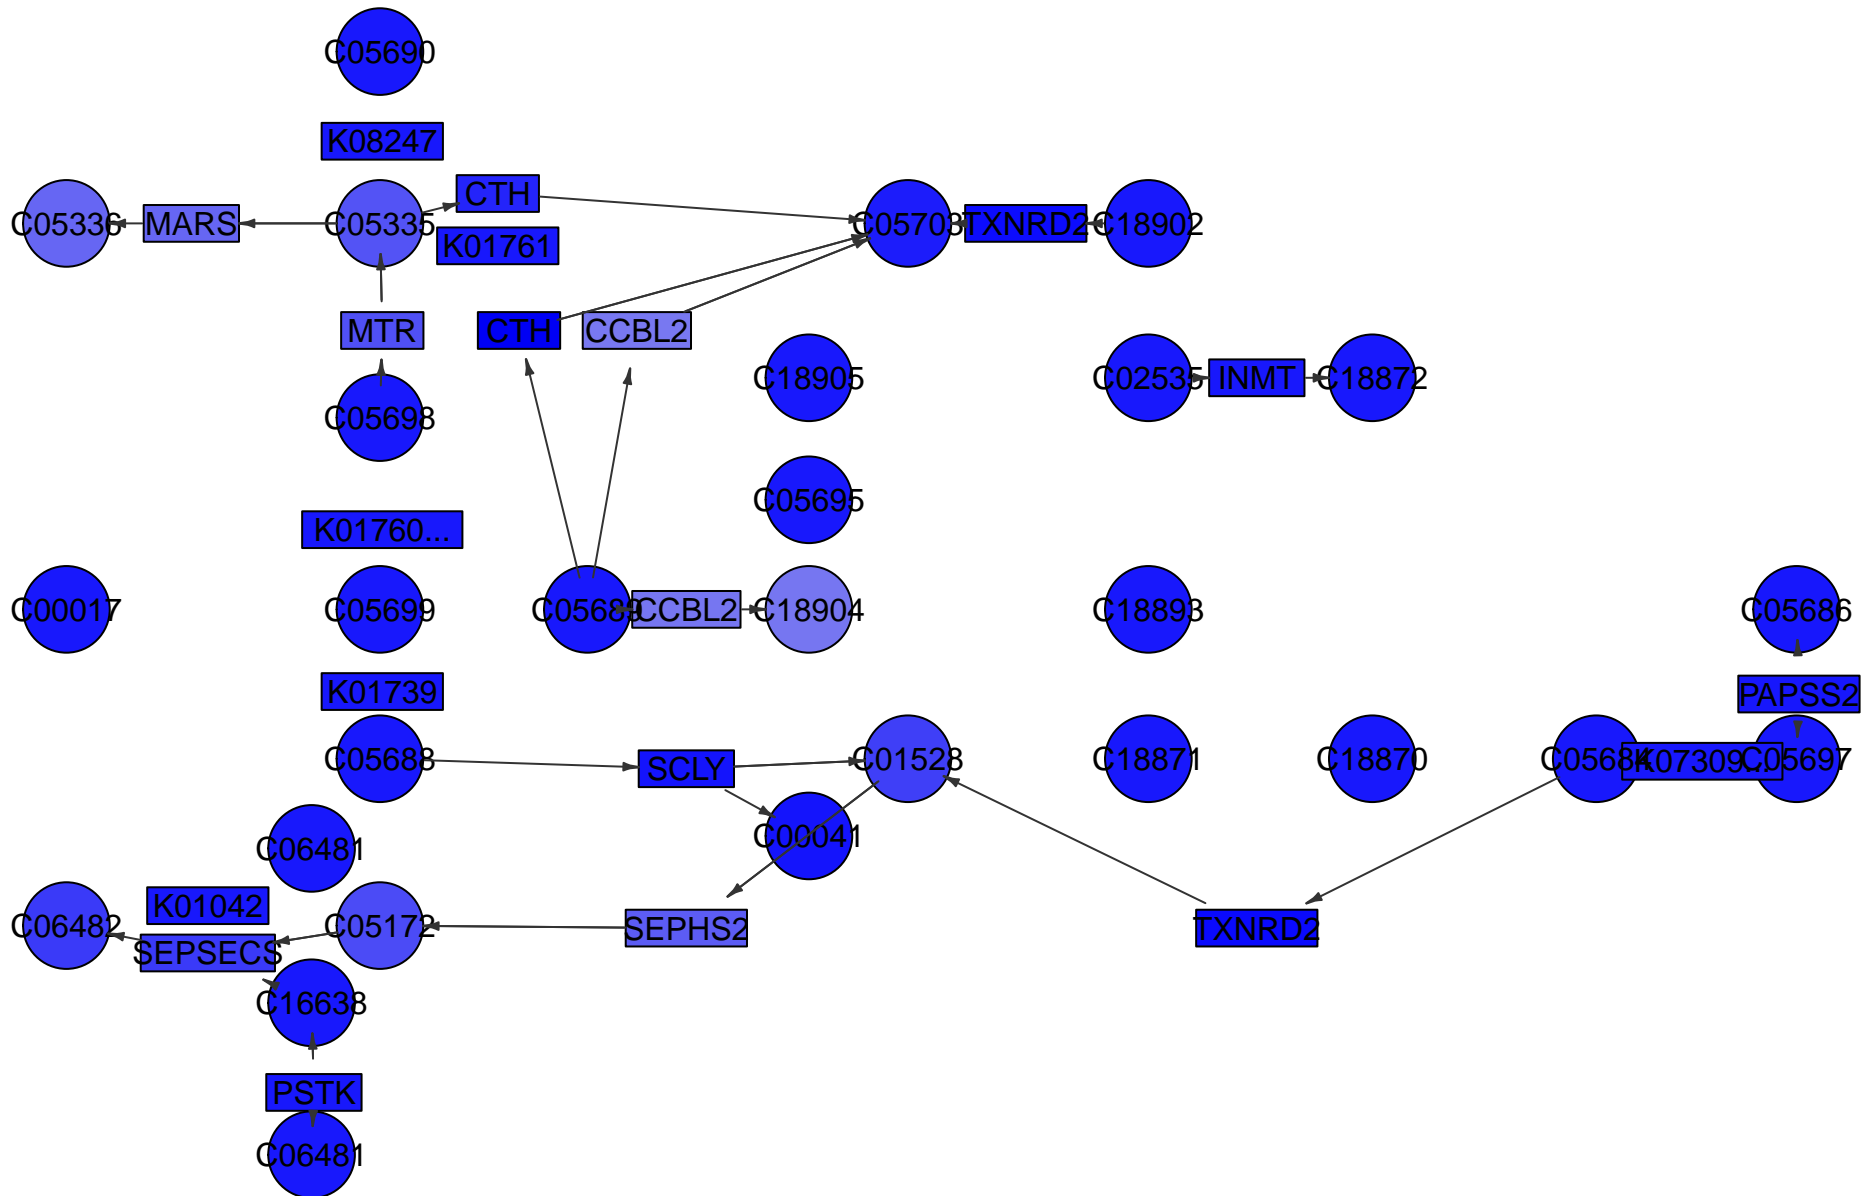 C05690
K08247
CTH
C05336
MARS
C05335
C05703
TXNRD2
C18902
K01761
MTR
CTH
CCBL2
C18905
C02535
INMT
C18872
C05698
C05695
K01760...
C00017
C05699
C05689
CCBL2
C18904
C18893
C05686
K01739
PAPSS2
C05688
SCLY
C01528
C18871
C18870
C05684
K07309...
C05697
C00041
C06481
K01042
C06482
C05172
SEPHS2
TXNRD2
SEPSECS
C16638
PSTK
C06481